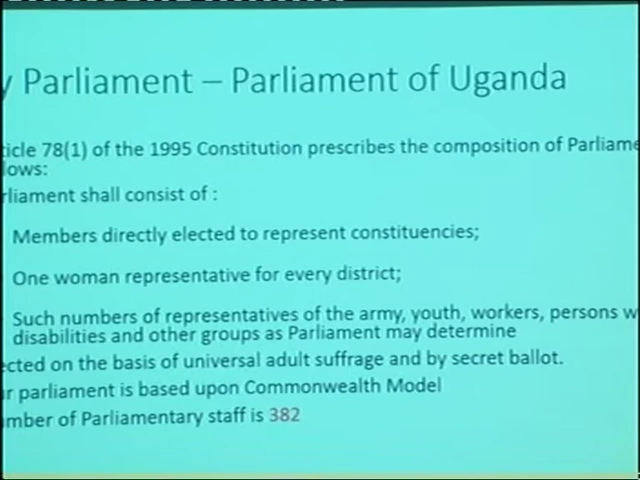 y Parliament – Parliament of Uganda
ticle 78(1) of the 1995 Constitution prescribes the composition of Parliame
lows:
rliament shall consist of :
Members directly elected to represent constituencies;
One woman representative for every district;
Such numbers of representatives of the army, youth, workers, persons w
disabilities and other groups as Parliament may determine
ected on the basis of universal adult suffrage and by secret ballot.
r parliament is based upon Commonwealth Model
mber of Parliamentary staff is 382